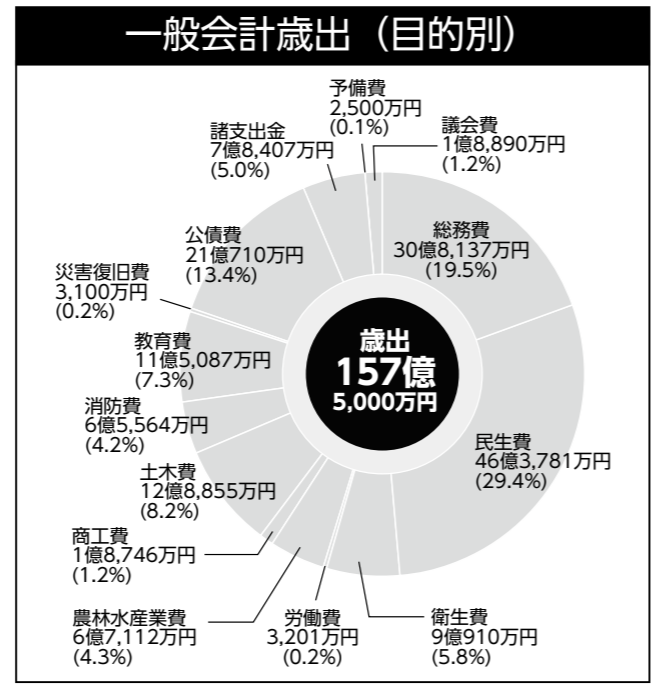 一般会計歳出（目的別）
予備費
2,500万円
(0.1%)
議会費
1億8,890万円
(1.2%)
諸支出金
7億8,407万円
(5.0%)
総務費
30億8,137万円
(19.5%)
公債費
21億710万円
(13.4%)
災害復旧費
3,100万円
(0.2%)
教育費
11億5,087万円
(7.3%)
歳出
157億
5,000万円
消防費
6億5,564万円
(4.2%)
民生費
46億3,781万円
(29.4%)
土木費
12億8,855万円
(8.2%)
商工費
1億8,746万円
(1.2%)
農林水産業費
6億7,112万円
(4.3%)
労働費
3,201万円
(0.2%)
衛生費
9億910万円
(5.8%)